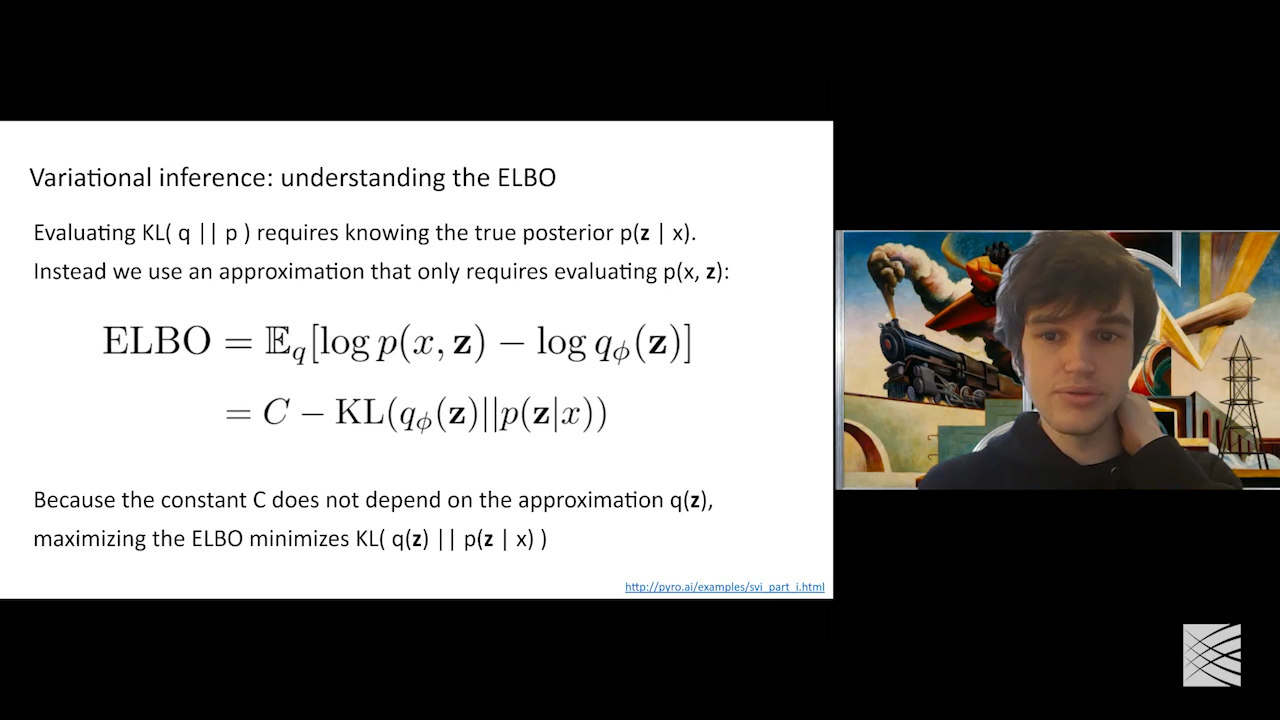 Variational inference: understanding the ELBO
Evaluating KL( q || p ) requires knowing the true posterior p(z | x).
Instead we use an approximation that only requires evaluating p(x, z):
ELBO = 𝔼_q[log p(x, z) − log q_ϕ(z)]
= C − KL(q_ϕ(z)||p(z|x))
Because the constant C does not depend on the approximation q(z),
maximizing the ELBO minimizes KL( q(z) || p(z | x) )
http://pyro.ai/examples/svi_part_i.html